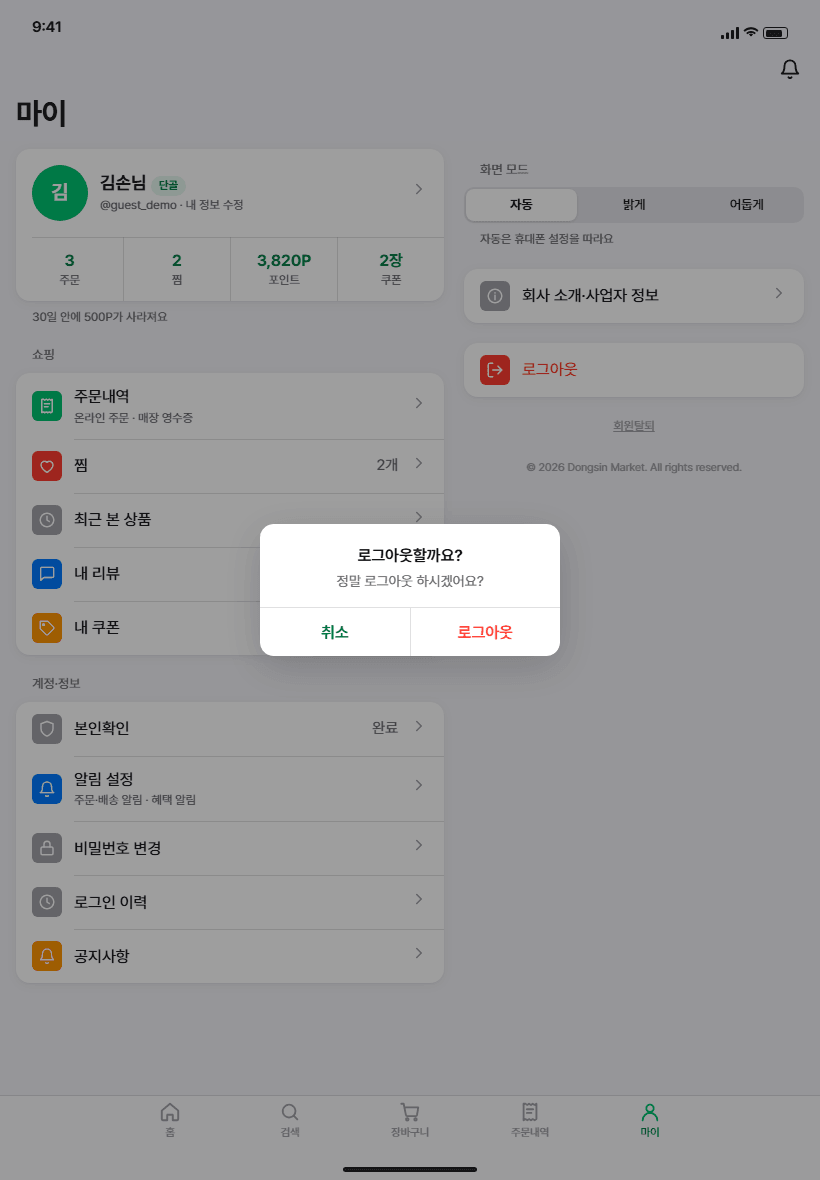 9:41
마이
김
김손님 단골
@guest_demo · 내 정보 수정
3
주문
2
찜
3,820P
포인트
2장
쿠폰
30일 안에 500P가 사라져요
쇼핑
주문내역
온라인 주문 · 매장 영수증
찜
2개
최근 본 상품
내 리뷰
내 쿠폰
계정·정보
본인확인
완료
알림 설정
주문·배송 알림 · 혜택 알림
비밀번호 변경
로그인 이력
공지사항
화면 모드
자동
밝게
어둡게
자동은 휴대폰 설정을 따라요
회사 소개·사업자 정보
로그아웃
회원탈퇴
© 2026 Dongsin Market. All rights reserved.
로그아웃할까요?
정말 로그아웃 하시겠어요?
취소
로그아웃
홈
검색
장바구니
주문내역
마이